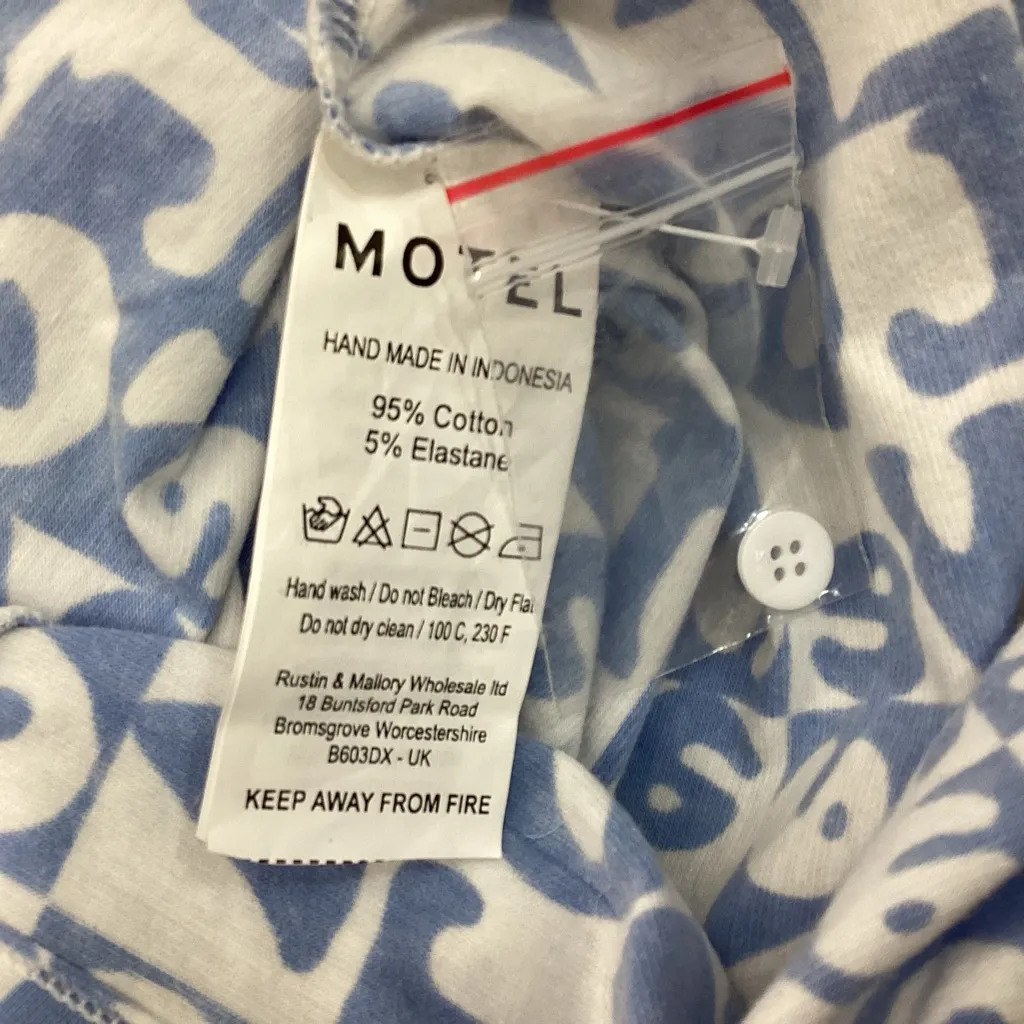 MOTEL
HAND MADE IN INDONESIA
95% Cotton
5% Elastane
Hand wash / Do not Bleach / Dry Flat
Do not dry clean / 100 C, 230 F
Rustin & Mallory Wholesale ltd
18 Buntsford Park Road
Bromsgrove Worcestershire
B603DX - UK
KEEP AWAY FROM FIRE